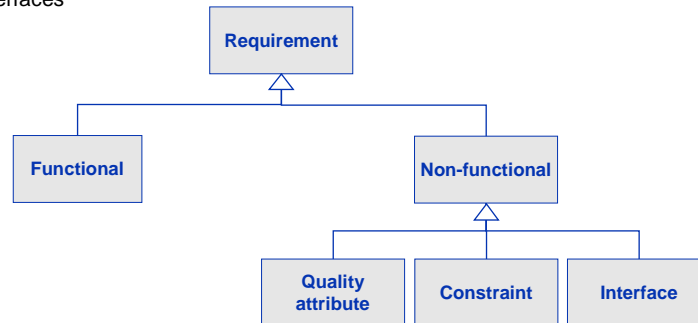 erfaces
Requirement
Functional
Non-functional
Quality
attribute
Constraint
Interface